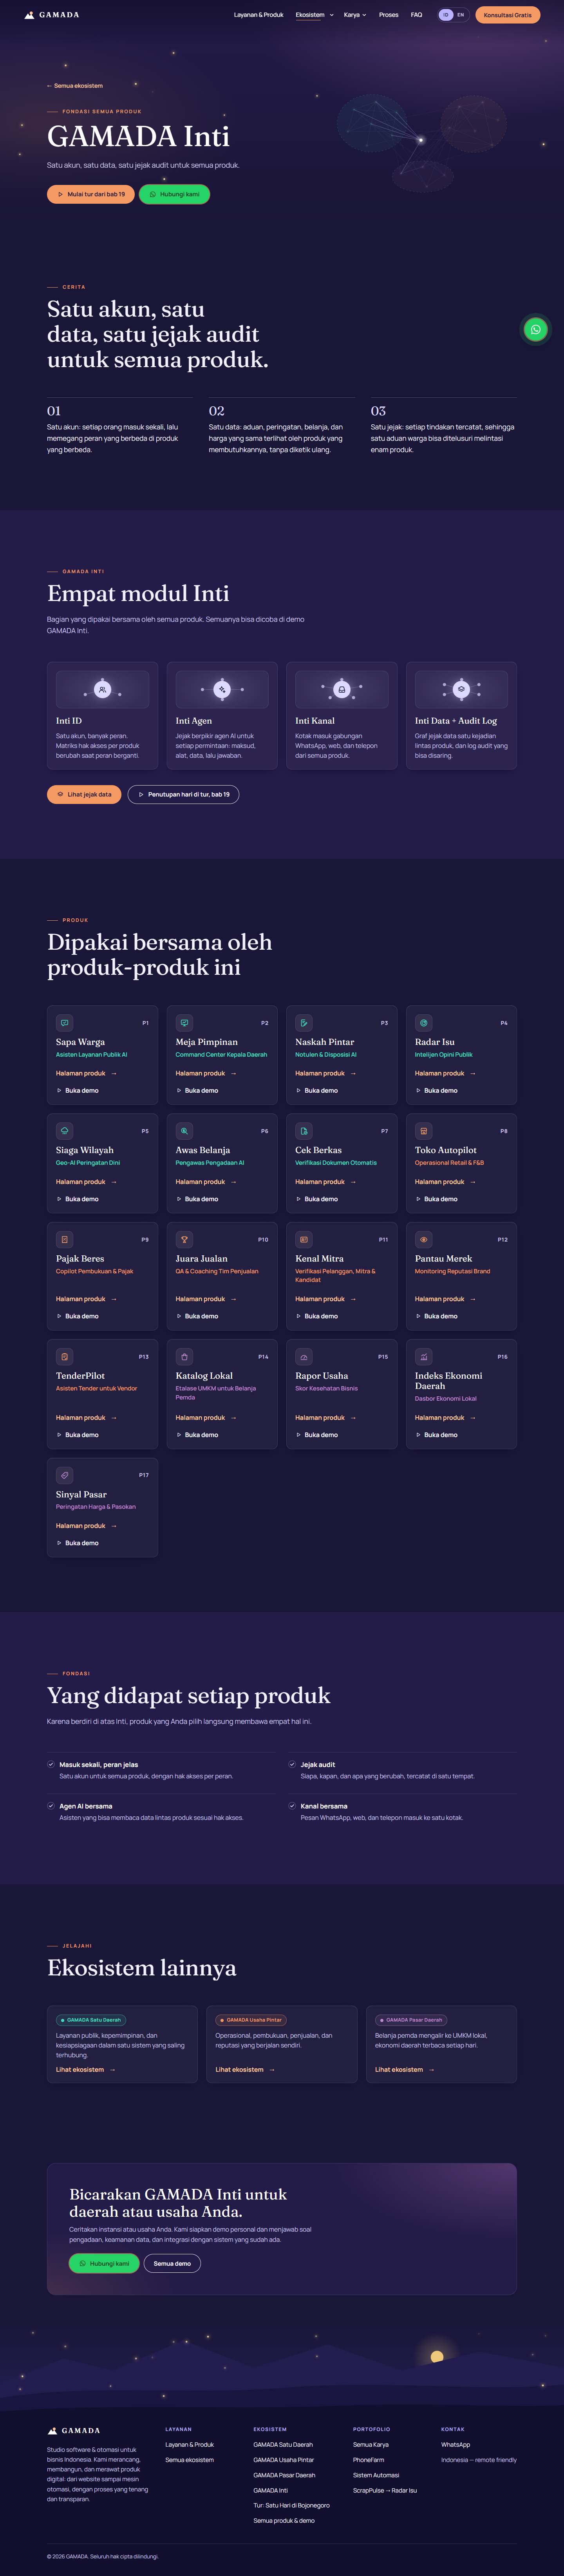 GAMADA
Layanan & Produk
Ekosistem
Karya
Proses
FAQ
ID
EN
Konsultasi Gratis
← Semua ekosistem
FONDASI SEMUA PRODUK
GAMADA Inti
Satu akun, satu data, satu jejak audit untuk semua produk.
Mulai tur dari bab 19
Hubungi kami
CERITA
Satu akun, satu
data, satu jejak audit
untuk semua produk.
01
Satu akun: setiap orang masuk sekali, lalu
memegang peran yang berbeda di produk
yang berbeda.
02
Satu data: aduan, peringatan, belanja, dan
harga yang sama terlihat oleh produk yang
membutuhkannya, tanpa diketik ulang.
03
Satu jejak: setiap tindakan tercatat, sehingga
satu aduan warga bisa ditelusuri melintasi
enam produk.
GAMADA INTI
Empat modul Inti
Bagian yang dipakai bersama oleh semua produk. Semuanya bisa dicoba di demo
GAMADA Inti.
Inti ID
Satu akun, banyak peran.
Matriks hak akses per produk
berubah saat peran berganti.
Inti Agen
Jejak berpikir agen AI untuk
setiap permintaan: maksud,
alat, data, lalu jawaban.
Inti Kanal
Kotak masuk gabungan
WhatsApp, web, dan telepon
dari semua produk.
Inti Data + Audit Log
Graf jejak data satu kejadian
lintas produk, dan log audit yang
bisa disaring.
Lihat jejak data
Penutupan hari di tur, bab 19
PRODUK
Dipakai bersama oleh
produk-produk ini
P1
Sapa Warga
Asisten Layanan Publik AI
Halaman produk →
Buka demo
P2
Meja Pimpinan
Command Center Kepala Daerah
Halaman produk →
Buka demo
P3
Naskah Pintar
Notulen & Disposisi AI
Halaman produk →
Buka demo
P4
Radar Isu
Intelijen Opini Publik
Halaman produk →
Buka demo
P5
Siaga Wilayah
Geo-AI Peringatan Dini
Halaman produk →
Buka demo
P6
Awas Belanja
Pengawas Pengadaan AI
Halaman produk →
Buka demo
P7
Cek Berkas
Verifikasi Dokumen Otomatis
Halaman produk →
Buka demo
P8
Toko Autopilot
Operasional Retail & F&B
Halaman produk →
Buka demo
P9
Pajak Beres
Copilot Pembukuan & Pajak
Halaman produk →
Buka demo
P10
Juara Jualan
QA & Coaching Tim Penjualan
Halaman produk →
Buka demo
P11
Kenal Mitra
Verifikasi Pelanggan, Mitra &
Kandidat
Halaman produk →
Buka demo
P12
Pantau Merek
Monitoring Reputasi Brand
Halaman produk →
Buka demo
P13
TenderPilot
Asisten Tender untuk Vendor
Halaman produk →
Buka demo
P14
Katalog Lokal
Etalase UMKM untuk Belanja
Pemda
Halaman produk →
Buka demo
P15
Rapor Usaha
Skor Kesehatan Bisnis
Halaman produk →
Buka demo
P16
Indeks Ekonomi
Daerah
Dasbor Ekonomi Lokal
Halaman produk →
Buka demo
P17
Sinyal Pasar
Peringatan Harga & Pasokan
Halaman produk →
Buka demo
FONDASI
Yang didapat setiap produk
Karena berdiri di atas Inti, produk yang Anda pilih langsung membawa empat hal ini.
Masuk sekali, peran jelas
Satu akun untuk semua produk, dengan hak akses per peran.
Jejak audit
Siapa, kapan, dan apa yang berubah, tercatat di satu tempat.
Agen AI bersama
Asisten yang bisa membaca data lintas produk sesuai hak akses.
Kanal bersama
Pesan WhatsApp, web, dan telepon masuk ke satu kotak.
JELAJAHI
Ekosistem lainnya
GAMADA Satu Daerah
Layanan publik, kepemimpinan, dan
kesiapsiagaan dalam satu sistem yang saling
terhubung.
Lihat ekosistem →
GAMADA Usaha Pintar
Operasional, pembukuan, penjualan, dan
reputasi yang berjalan sendiri.
Lihat ekosistem →
GAMADA Pasar Daerah
Belanja pemda mengalir ke UMKM lokal,
ekonomi daerah terbaca setiap hari.
Lihat ekosistem →
Bicarakan GAMADA Inti untuk
daerah atau usaha Anda.
Ceritakan instansi atau usaha Anda. Kami siapkan demo personal dan menjawab soal
pengadaan, keamanan data, dan integrasi dengan sistem yang sudah ada.
Hubungi kami
Semua demo
GAMADA
Studio software & otomasi untuk
bisnis Indonesia. Kami merancang,
membangun, dan merawat produk
digital: dari website sampai mesin
otomasi, dengan proses yang tenang
dan transparan.
LAYANAN
Layanan & Produk
Semua ekosistem
EKOSISTEM
GAMADA Satu Daerah
GAMADA Usaha Pintar
GAMADA Pasar Daerah
GAMADA Inti
Tur: Satu Hari di Bojonegoro
Semua produk & demo
PORTOFOLIO
Semua Karya
PhoneFarm
Sistem Automasi
ScrapPulse → Radar Isu
KONTAK
WhatsApp
Indonesia — remote friendly
© 2026 GAMADA. Seluruh hak cipta dilindungi.